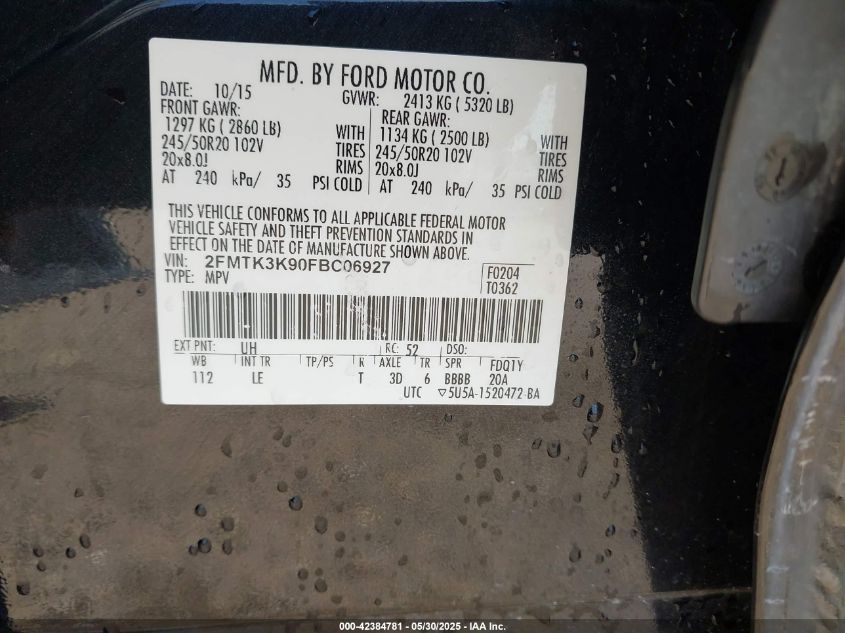 MFD. BY FORD MOTOR CO.
DATE: 10/15 GVWR: 2413 KG ( 5320 LB)
FRONT GAWR: REAR GAWR:
1297 KG ( 2860 LB) WITH 1134 KG ( 2500 LB) WITH
245/50R20 102V TIRES 245/50R20 102V TIRES
20x8.0J RIMS 20x8.0J RIMS
AT 240 kPa/ 35 PSI COLD AT 240 kPa/ 35 PSI COLD
THIS VEHICLE CONFORMS TO ALL APPLICABLE FEDERAL MOTOR
VEHICLE SAFETY AND THEFT PREVENTION STANDARDS IN
EFFECT ON THE DATE OF MANUFACTURE SHOWN ABOVE.
VIN: 2FMTK3K90FBC06927 F0204
TYPE: MPV T0362
EXT PNT: UH RC: 52 DSO:
WB INT TR TP/PS R AXLE TR SPR FDQTY
112 LE T 3D 6 BBBB 20A
UTC ▽5U5A-1520472-BA
000-42384781 - 05/30/2025 - IAA Inc.